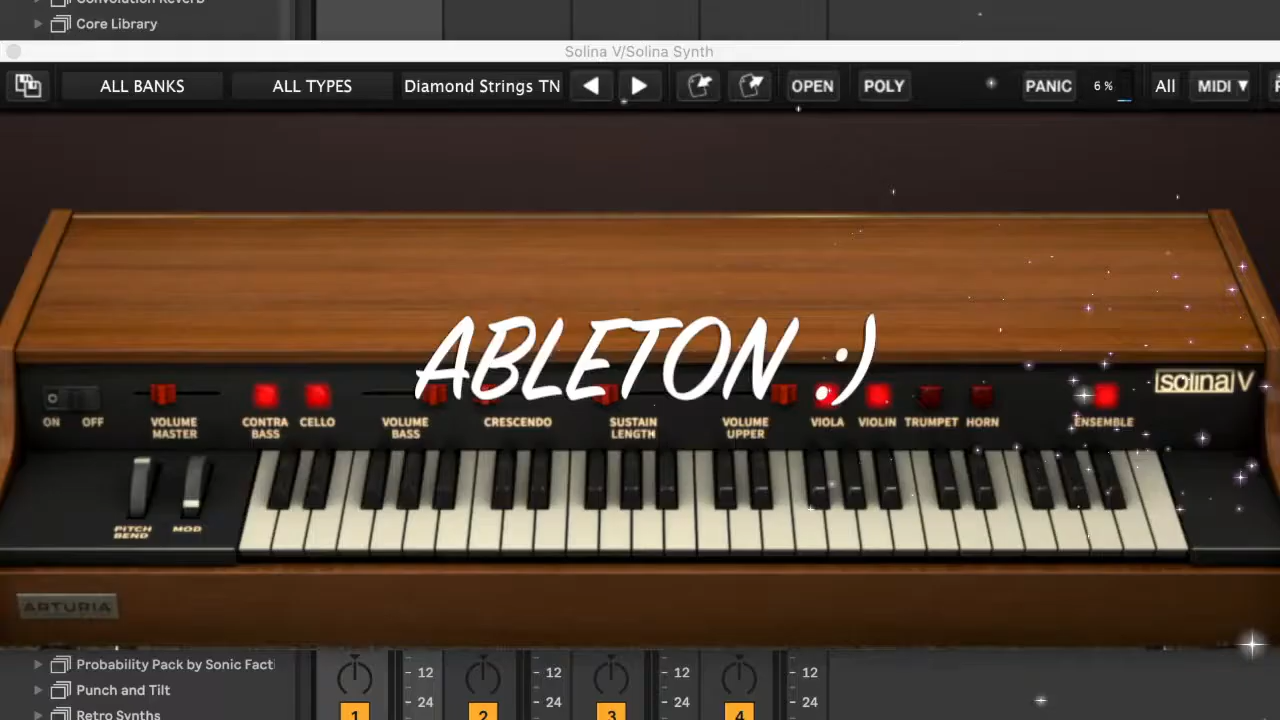 Convolution Reverb
Core Library
Solina V/Solina Synth
ALL BANKS
ALL TYPES
Diamond Strings TN
OPEN
POLY
PANIC
6 %
All
MIDI
ABLETON :)
solina V
ON
OFF
VOLUME
MASTER
CONTRA
BASS
CELLO
VOLUME
BASS
CRESCENDO
SUSTAIN
LENGTH
VOLUME
UPPER
VIOLA
VIOLIN
TRUMPET
HORN
ENSEMBLE
PITCH
BEND
MOD
ARTURIA
Probability Pack by Sonic Facti
Punch and Tilt
Retro Synths
12
12
12
12
24
24
24
24
1
2
3
4